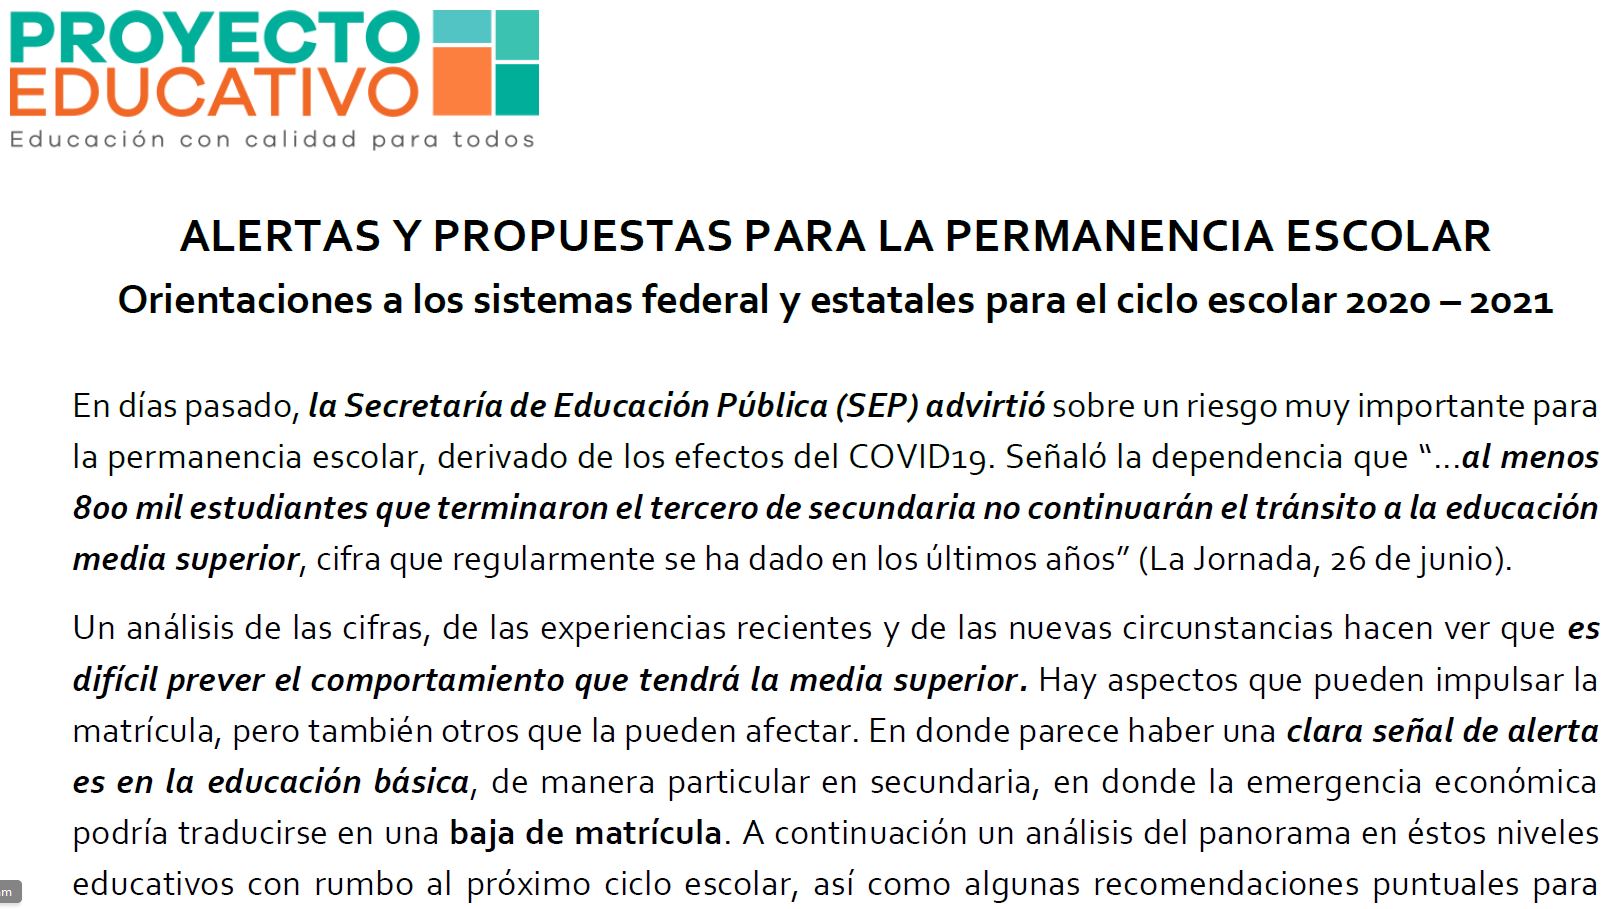 PROYECTO
EDUCATIVO
Educación con calidad para todos
ALERTAS Y PROPUESTAS PARA LA PERMANENCIA ESCOLAR
Orientaciones a los sistemas federal y estatales para el ciclo escolar 2020 – 2021
En días pasado, la Secretaría de Educación Pública (SEP) advirtió sobre un riesgo muy importante para
la permanencia escolar, derivado de los efectos del COVID19. Señaló la dependencia que “...al menos
800 mil estudiantes que terminaron el tercero de secundaria no continuarán el tránsito a la educación
media superior, cifra que regularmente se ha dado en los últimos años” (La Jornada, 26 de junio).
Un análisis de las cifras, de las experiencias recientes y de las nuevas circunstancias hacen ver que es
difícil prever el comportamiento que tendrá la media superior. Hay aspectos que pueden impulsar la
matrícula, pero también otros que la pueden afectar. En donde parece haber una clara señal de alerta
es en la educación básica, de manera particular en secundaria, en donde la emergencia económica
podría traducirse en una baja de matrícula. A continuación un análisis del panorama en éstos niveles
educativos con rumbo al próximo ciclo escolar, así como algunas recomendaciones puntuales para